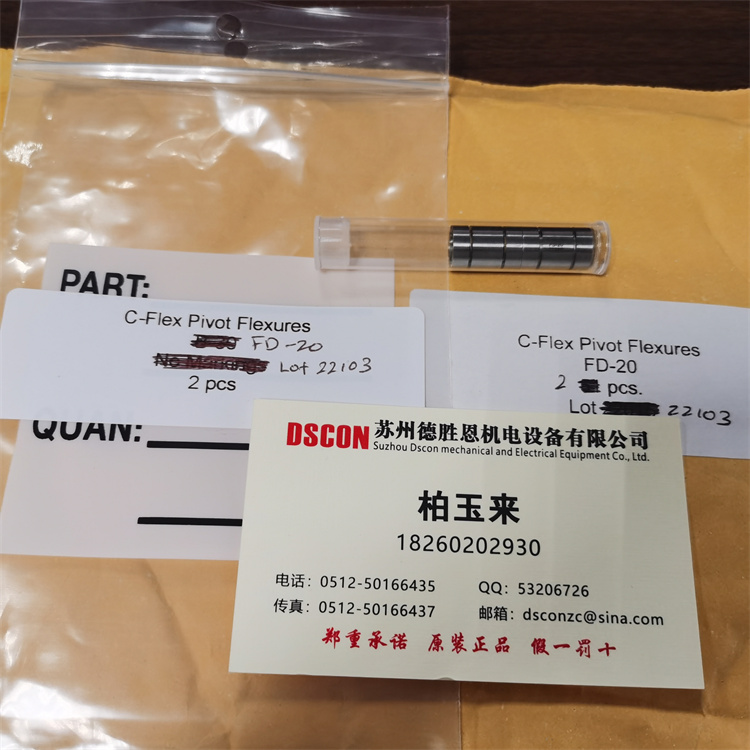 PART:
C-Flex Pivot Flexures
B-39 FD-20
No Markings Lot 22103
2 pcs
QUAN:
C-Flex Pivot Flexures
FD-20
2 pcs.
Lot 22103
DSCON 苏州德胜恩机电设备有限公司
Suzhou Dscon mechanical and Electrical Equipment Co., Ltd.
柏玉来
18260202930
电话：0512-50166435 QQ：53206726
传真：0512-50166437 邮箱：dsconzc@sina.com
郑重承诺 原装正品 假一罚十